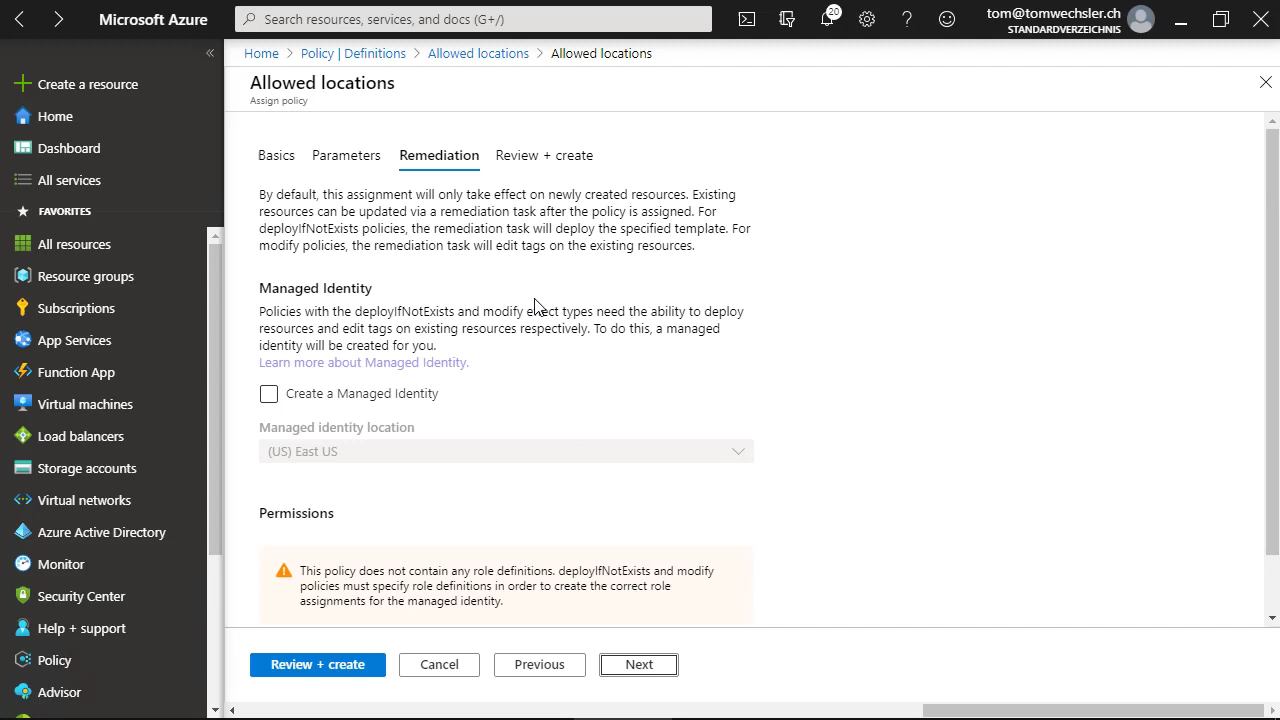 Microsoft Azure
Search resources, services, and docs (G+/)
20
tom@tomwechsler.ch
STANDARDVERZEICHNIS
«
Create a resource
Home
Dashboard
All services
FAVORITES
All resources
Resource groups
Subscriptions
App Services
Function App
Virtual machines
Load balancers
Storage accounts
Virtual networks
Azure Active Directory
Monitor
Security Center
Help + support
Policy
Advisor
Home > Policy | Definitions > Allowed locations > Allowed locations
Allowed locations
Assign policy
Basics Parameters Remediation Review + create
By default, this assignment will only take effect on newly created resources. Existing
resources can be updated via a remediation task after the policy is assigned. For
deployIfNotExists policies, the remediation task will deploy the specified template. For
modify policies, the remediation task will edit tags on the existing resources.
Managed Identity
Policies with the deployIfNotExists and modify effect types need the ability to deploy
resources and edit tags on existing resources respectively. To do this, a managed
identity will be created for you.
Learn more about Managed Identity.
Create a Managed Identity
Managed identity location
(US) East US
Permissions
This policy does not contain any role definitions. deployIfNotExists and modify
policies must specify role definitions in order to create the correct role
assignments for the managed identity.
Review + create Cancel Previous Next